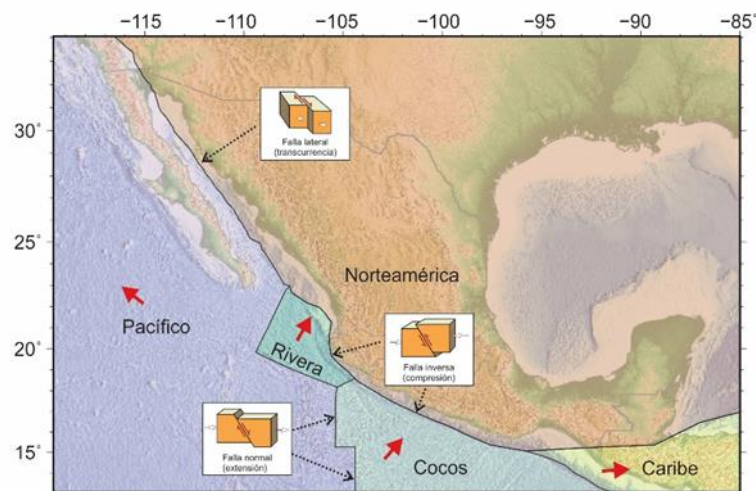 −115 −110 −105 −100 −95 −90 −85
30°
25°
20°
15°
Falla lateral
(transcurrencia)
Norteamérica
Pacífico
Rivera
Falla inversa
(compresión)
Falla normal
(extensión)
Cocos
Caribe